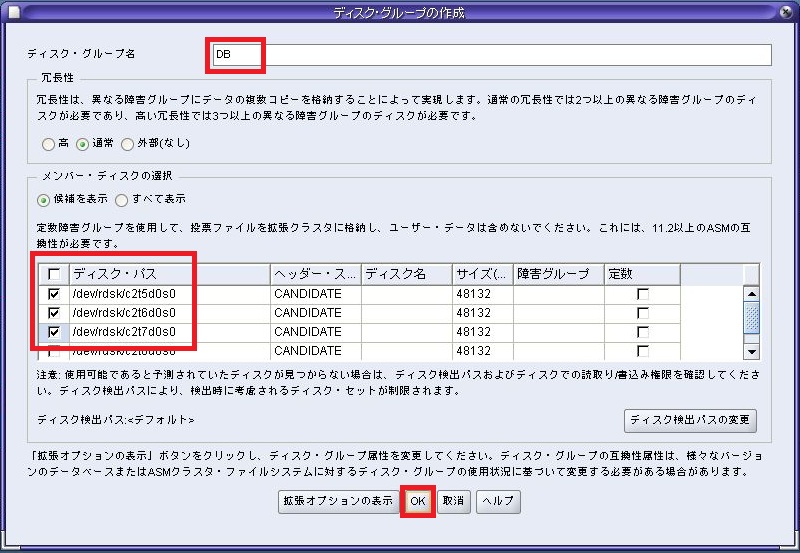 ディスク・グループの作成
ディスク・グループ名 DB
冗長性
冗長性は、異なる障害グループにデータの複数コピーを格納することによって実現します。通常の冗長性では2つ以上の異なる障害グループのディ
スクが必要であり、高い冗長性では3つ以上の異なる障害グループのディスクが必要です。
高 通常 外部(なし)
メンバー・ディスクの選択
候補を表示 すべて表示
定数障害グループを使用して、投票ファイルを拡張クラスタに格納し、ユーザー・データは含めないでください。これには、11.2以上のASMの互
換性が必要です。
ディスク・パス ヘッダー・ス... ディスク名 サイズ(... 障害グループ 定数
/dev/rdsk/c2t5d0s0 CANDIDATE 48132
/dev/rdsk/c2t6d0s0 CANDIDATE 48132
/dev/rdsk/c2t7d0s0 CANDIDATE 48132
CANDIDATE 48132
注意: 使用可能であると予測されていたディスクが見つからない場合は、ディスク検出パスおよびディスクでの読取り/書込み権限を確認してくださ
い。ディスク検出パスにより、検出時に考慮されるディスク・セットが制限されます。
ディスク検出パス:<デフォルト> ディスク検出パスの変更
「拡張オプションの表示」ボタンをクリックし、ディスク・グループ属性を変更してください。ディスク・グループの互換性属性は、様々なバージョ
ンのデータベースまたはASMクラスタ・ファイルシステムに対するディスク・グループの使用状況に基づいて変更する必要がある場合があります。
拡張オプションの表示 OK 取消 ヘルプ